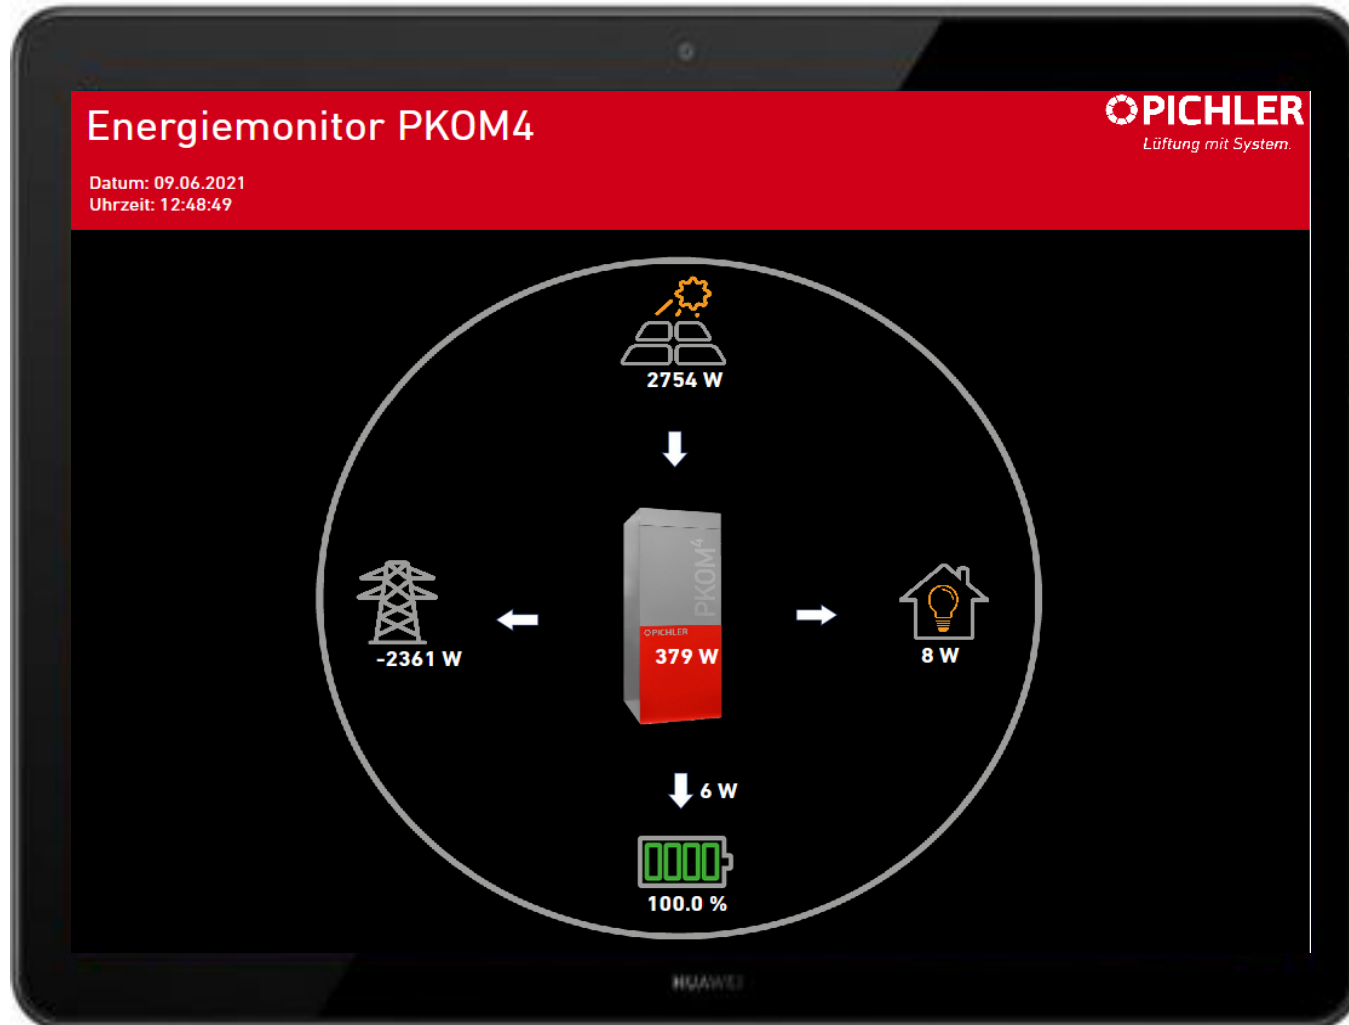 Energiemonitor PKOM4
PICHLER
Lüftung mit System.
Datum: 09.06.2021
Uhrzeit: 12:48:49
2754 W
PKOM⁴
PICHLER
-2361 W
379 W
8 W
6 W
100.0 %
HUAWEI